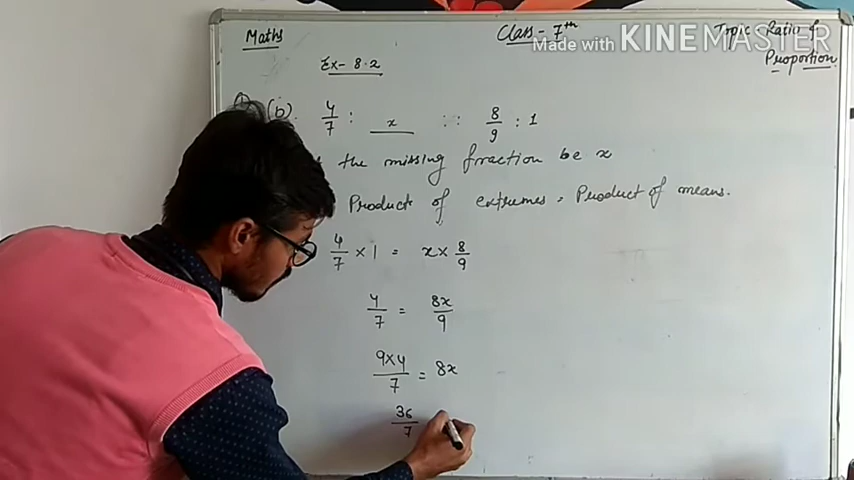 Maths
Class - 7th
Topic - Ratio of Proportion
Made with KINEMASTER
Ex - 8.2
(b). 4/7 : x :: 8/9 : 1
the missing fraction be x
Product of extremes = Product of means.
4/7 × 1 = x × 8/9
4/7 = 8x/9
9×4/7 = 8x
36/7